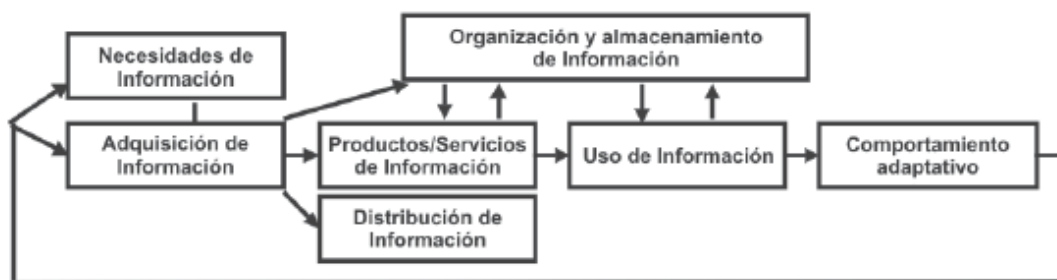 Necesidades de
Información
Organización y almacenamiento
de Información
Adquisición de
Información
Productos/Servicios
de Información
Uso de Información
Comportamiento
adaptativo
Distribución de
Información